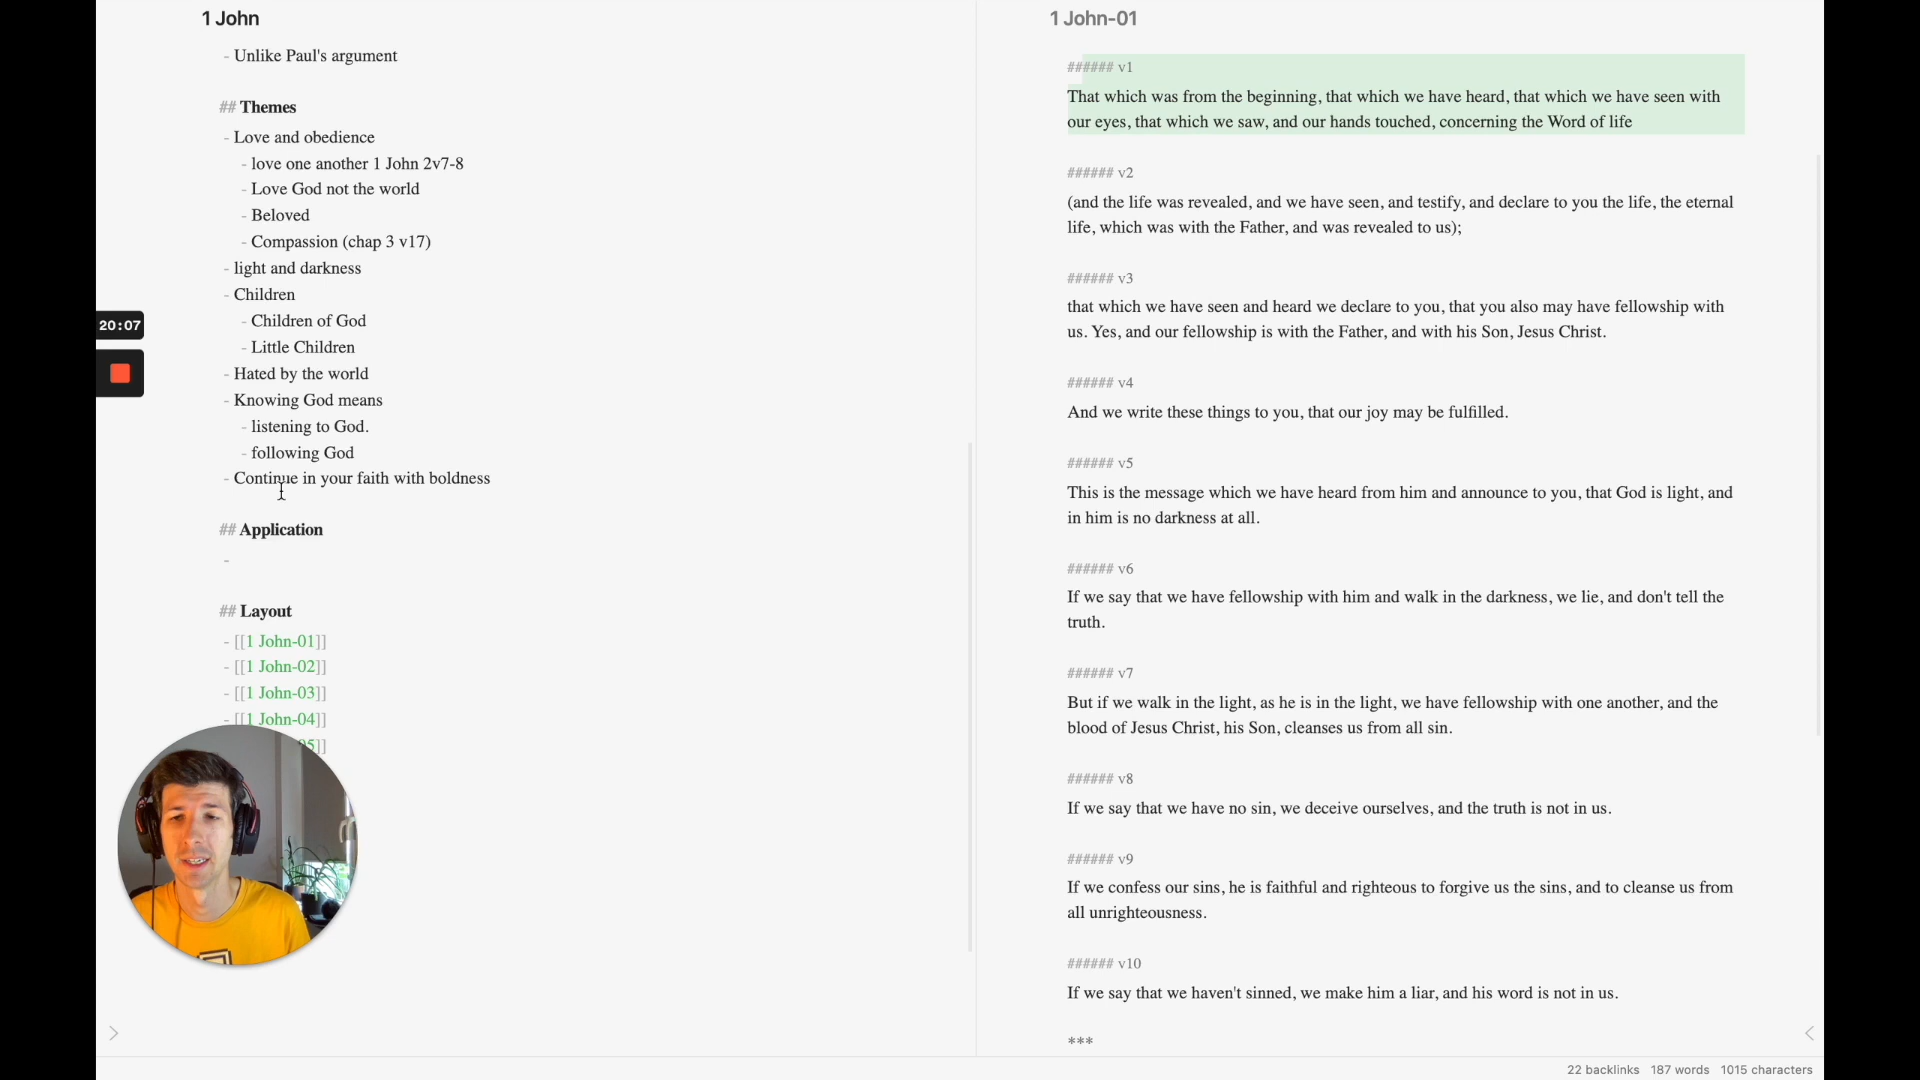 1 John
- Unlike Paul's argument
## Themes
- Love and obedience
- love one another 1 John 2v7-8
- Love God not the world
- Beloved
- Compassion (chap 3 v17)
- light and darkness
- Children
- Children of God
- Little Children
- Hated by the world
- Knowing God means
- listening to God.
- following God
- Continue in your faith with boldness
## Application
-
## Layout
- [[1 John-01]]
- [[1 John-02]]
- [[1 John-03]]
- [[1 John-04]]
5]]
20:07
1 John-01
###### v1
That which was from the beginning, that which we have heard, that which we have seen with
our eyes, that which we saw, and our hands touched, concerning the Word of life
###### v2
(and the life was revealed, and we have seen, and testify, and declare to you the life, the eternal
life, which was with the Father, and was revealed to us);
###### v3
that which we have seen and heard we declare to you, that you also may have fellowship with
us. Yes, and our fellowship is with the Father, and with his Son, Jesus Christ.
###### v4
And we write these things to you, that our joy may be fulfilled.
###### v5
This is the message which we have heard from him and announce to you, that God is light, and
in him is no darkness at all.
###### v6
If we say that we have fellowship with him and walk in the darkness, we lie, and don't tell the
truth.
###### v7
But if we walk in the light, as he is in the light, we have fellowship with one another, and the
blood of Jesus Christ, his Son, cleanses us from all sin.
###### v8
If we say that we have no sin, we deceive ourselves, and the truth is not in us.
###### v9
If we confess our sins, he is faithful and righteous to forgive us the sins, and to cleanse us from
all unrighteousness.
###### v10
If we say that we haven't sinned, we make him a liar, and his word is not in us.
***
22 backlinks 187 words 1015 characters